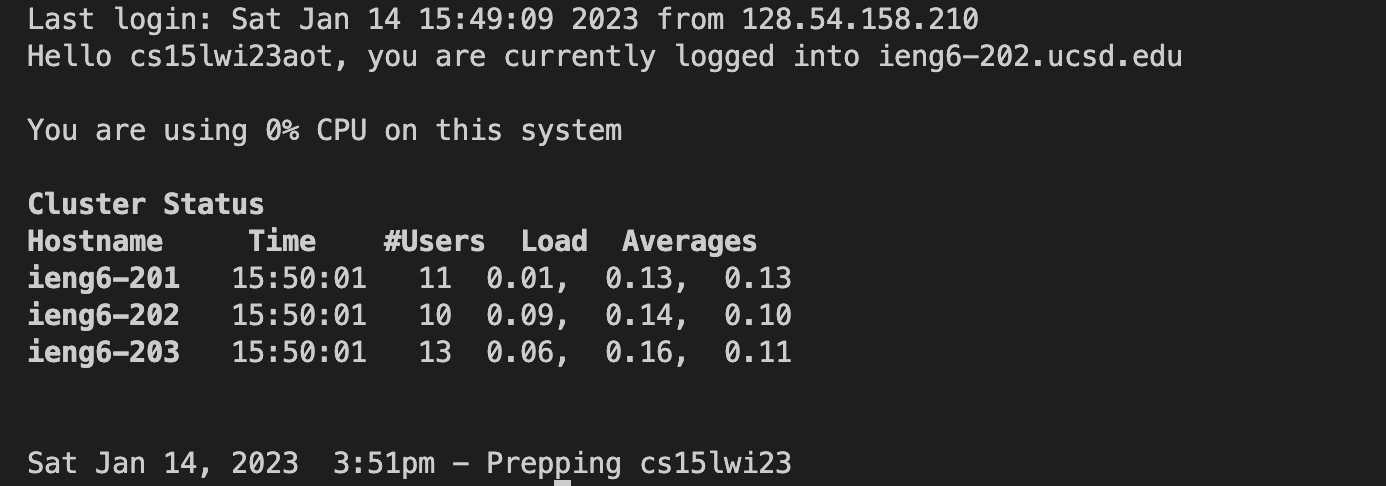 Last login: Sat Jan 14 15:49:09 2023 from 128.54.158.210
Hello cs15lwi23aot, you are currently logged into ieng6-202.ucsd.edu
You are using 0% CPU on this system
Cluster Status
Hostname     Time    #Users  Load  Averages
ieng6-201   15:50:01   11  0.01,  0.13,  0.13
ieng6-202   15:50:01   10  0.09,  0.14,  0.10
ieng6-203   15:50:01   13  0.06,  0.16,  0.11
Sat Jan 14, 2023  3:51pm - Prepping cs15lwi23